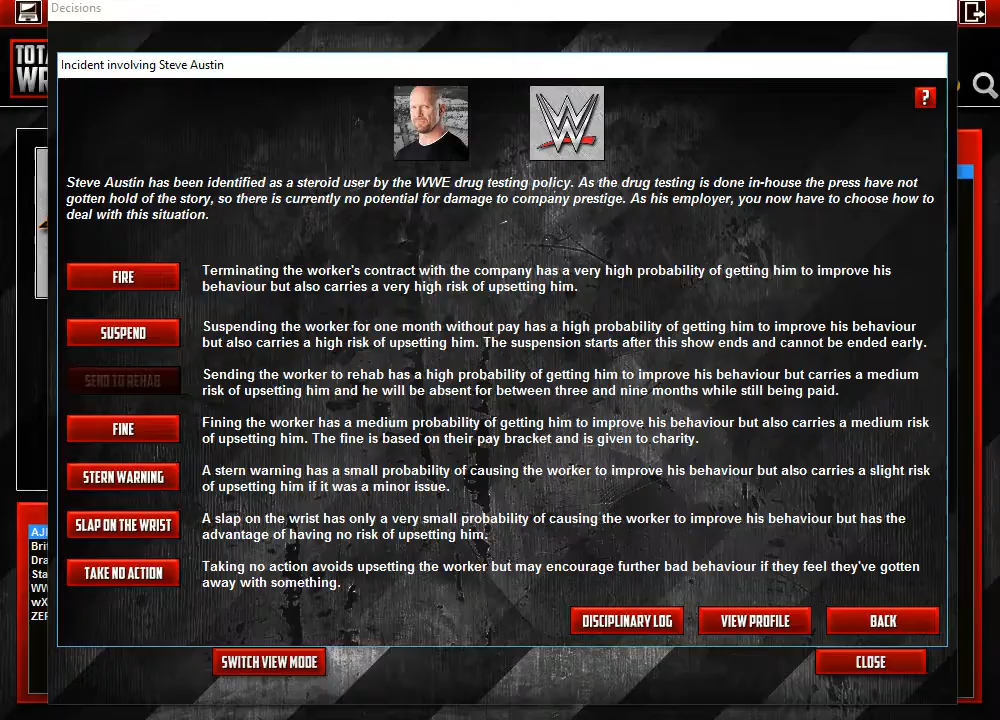 Decisions
TOTA
WR
Incident involving Steve Austin
?
Steve Austin has been identified as a steroid user by the WWE drug testing policy. As the drug testing is done in-house the press have not
gotten hold of the story, so there is currently no potential for damage to company prestige. As his employer, you now have to choose how to
deal with this situation.
FIRE
Terminating the worker's contract with the company has a very high probability of getting him to improve his
behaviour but also carries a very high risk of upsetting him.
SUSPEND
Suspending the worker for one month without pay has a high probability of getting him to improve his behaviour
but also carries a high risk of upsetting him. The suspension starts after this show ends and cannot be ended early.
SEND TO REHAB
Sending the worker to rehab has a high probability of getting him to improve his behaviour but carries a medium
risk of upsetting him and he will be absent for between three and nine months while still being paid.
FINE
Fining the worker has a medium probability of getting him to improve his behaviour but also carries a medium risk
of upsetting him. The fine is based on their pay bracket and is given to charity.
STERN WARNING
A stern warning has a small probability of causing the worker to improve his behaviour but also carries a slight risk
of upsetting him if it was a minor issue.
SLAP ON THE WRIST
A slap on the wrist has only a very small probability of causing the worker to improve his behaviour but has the
advantage of having no risk of upsetting him.
TAKE NO ACTION
Taking no action avoids upsetting the worker but may encourage further bad behaviour if they feel they've gotten
away with something.
AJI
Brit
Dra
Sta
WW
wX
ZEF
DISCIPLINARY LOG
VIEW PROFILE
BACK
SWITCH VIEW MODE
CLOSE